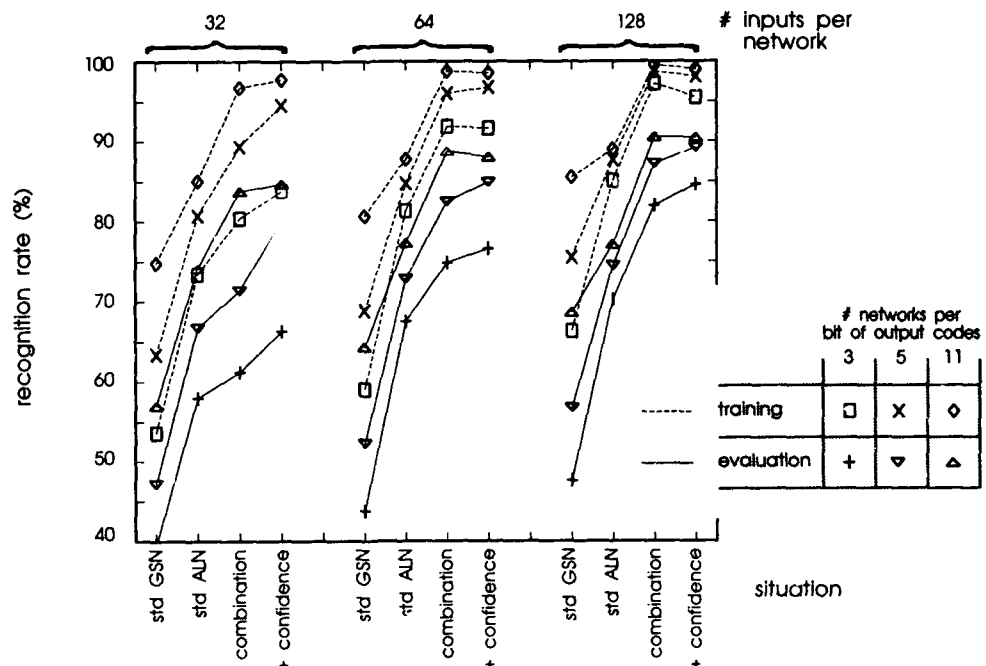 32
64
128
# inputs per
network
100
90
80
70
60
50
40
recognition rate (%)
std GSN
std ALN
combination
+ confidence
std GSN
std ALN
combination
+ confidence
std GSN
std ALN
combination
+ confidence
situation
# networks per
bit of output codes
3 5 11
training
evaluation